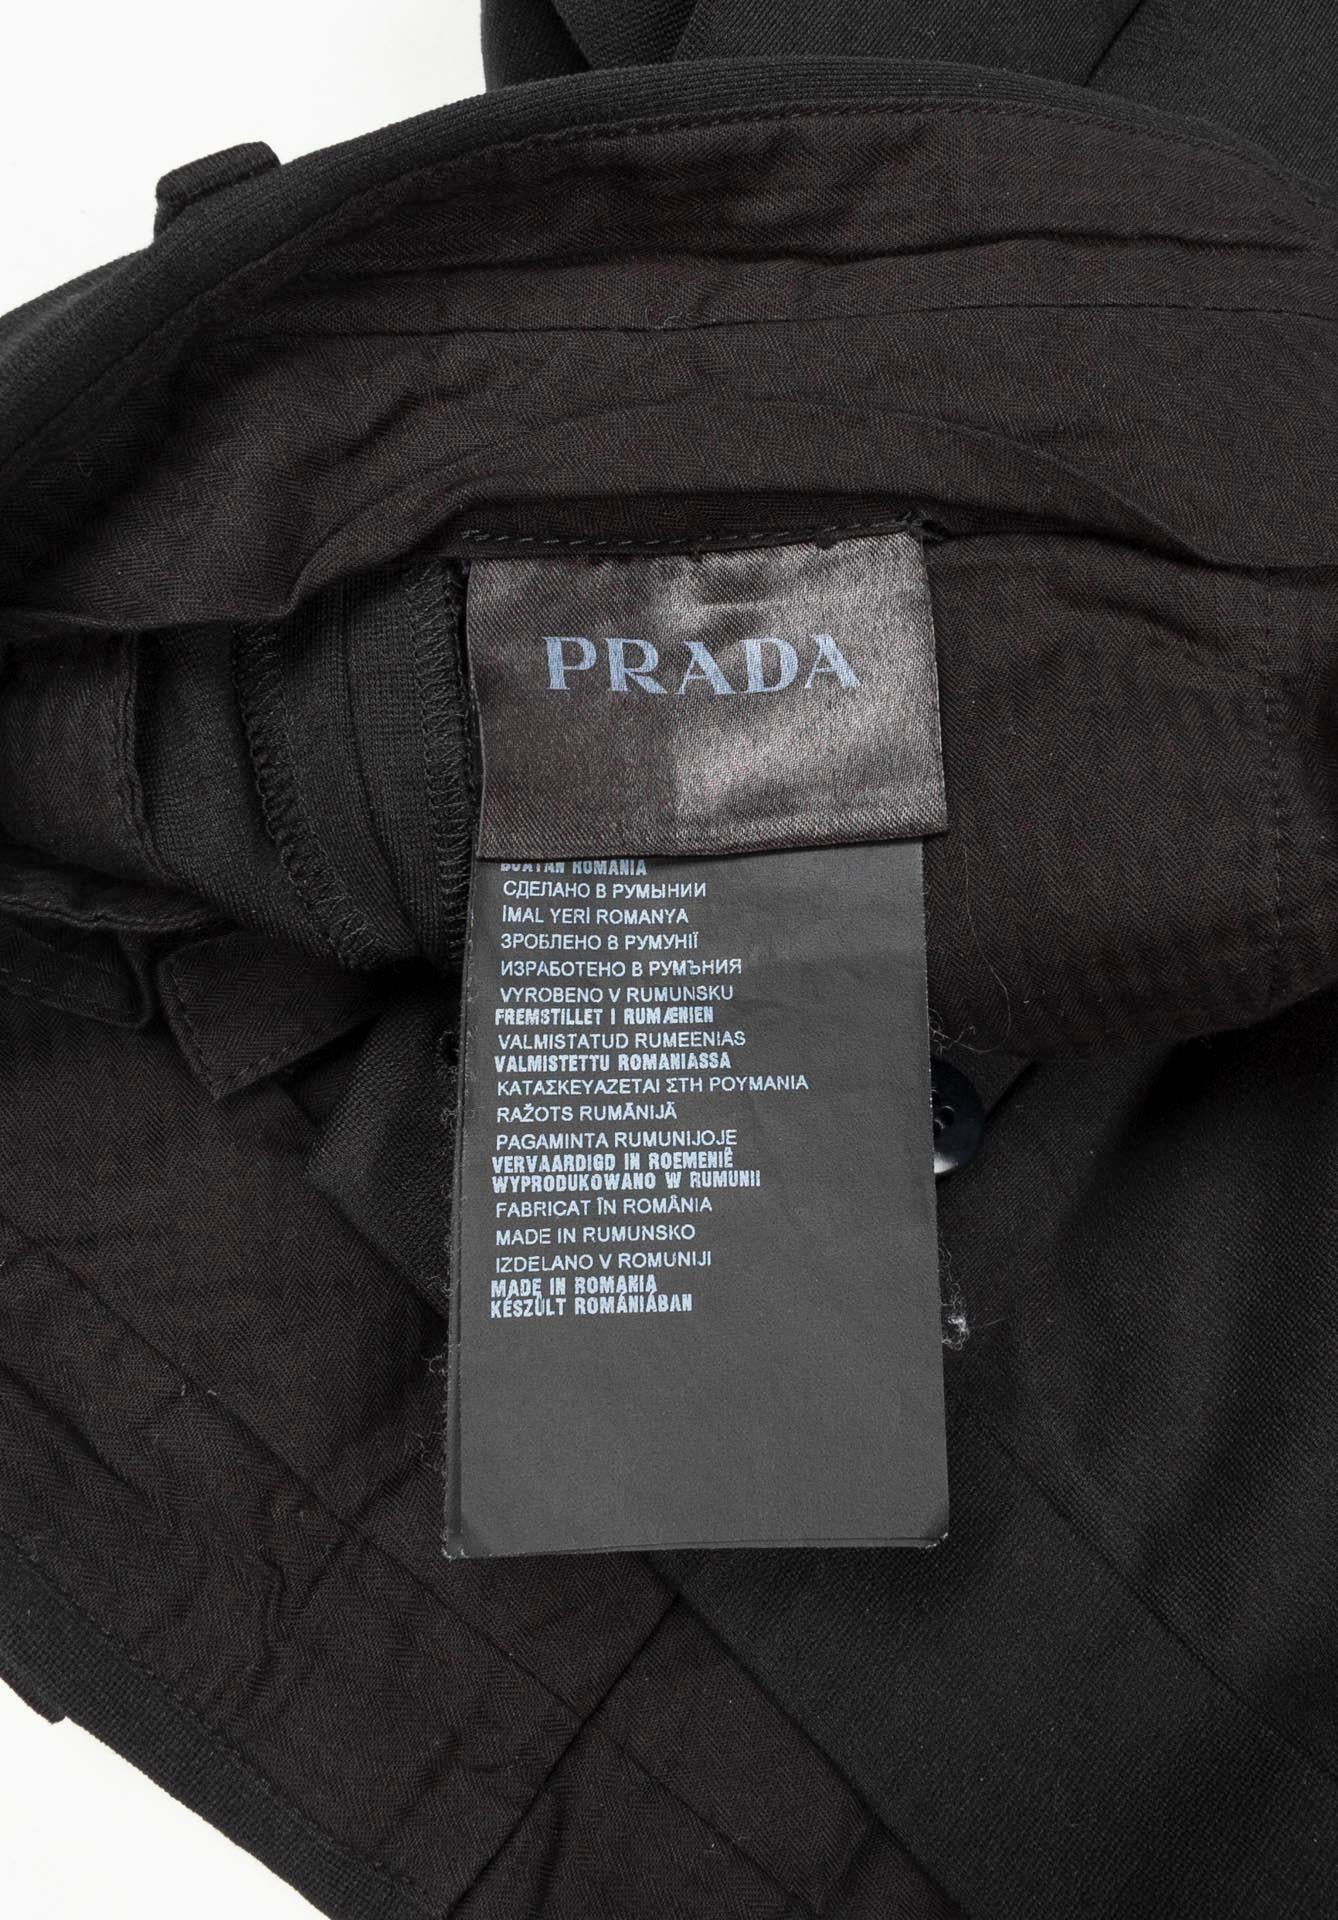 PRADA
BUATAN ROMANIA
СДЕЛАНО В РУМЫНИИ
İMAL YERİ ROMANYA
ЗРОБЛЕНО В РУМУНІЇ
ИЗРАБОТЕНО В РУМЪНИЯ
VYROBENO V RUMUNSKU
FREMSTILLET I RUMÆNIEN
VALMISTATUD RUMEENIAS
VALMISTETTU ROMANIASSA
ΚΑΤΑΣΚΕΥΑΖΕΤΑΙ ΣΤΗ ΡΟΥΜΑΝΙΑ
RAŽOTS RUMĀNIJĀ
PAGAMINTA RUMUNIJOJE
VERVAARDIGD IN ROEMENIË
WYPRODUKOWANO W RUMUNII
FABRICAT ÎN ROMÂNIA
MADE IN RUMUNSKO
IZDELANO V ROMUNIJI
MADE IN ROMANIA
KÉSZÜLT ROMÁNIÁBAN